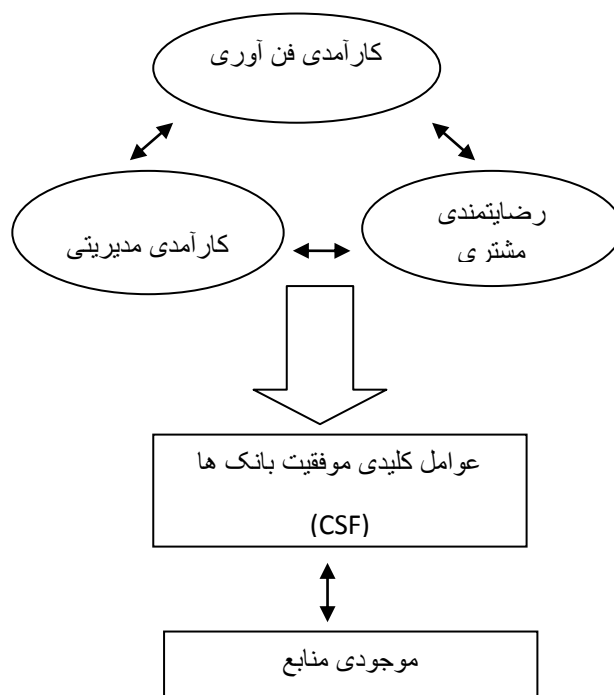 کارآمدی فن آوری
رضایتمندی
مشتری
کارآمدی مدیریتی
عوامل کلیدی موفقیت بانک ها
(CSF)
موجودی منابع